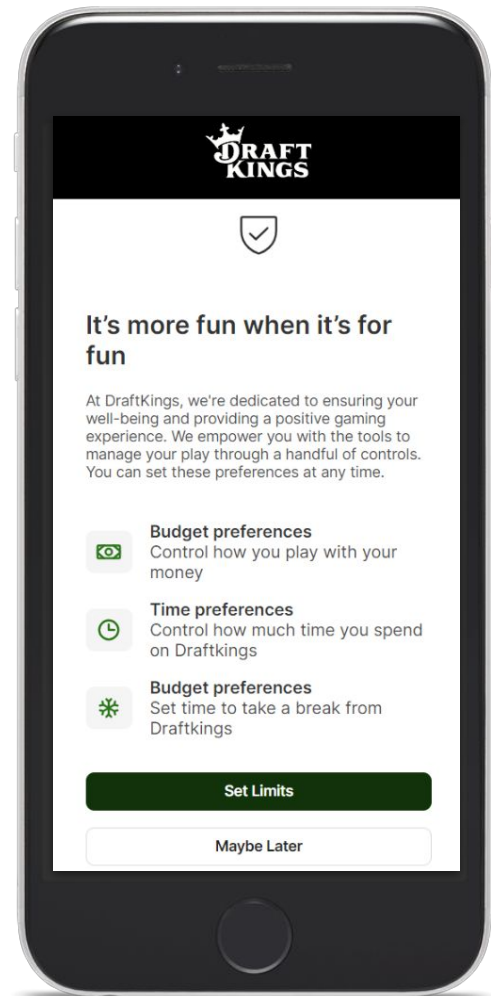 DRAFT
KINGS
It's more fun when it's for
fun
At DraftKings, we're dedicated to ensuring your
well-being and providing a positive gaming
experience. We empower you with the tools to
manage your play through a handful of controls.
You can set these preferences at any time.
Budget preferences
Control how you play with your
money
Time preferences
Control how much time you spend
on Draftkings
Budget preferences
Set time to take a break from
Draftkings
Set Limits
Maybe Later